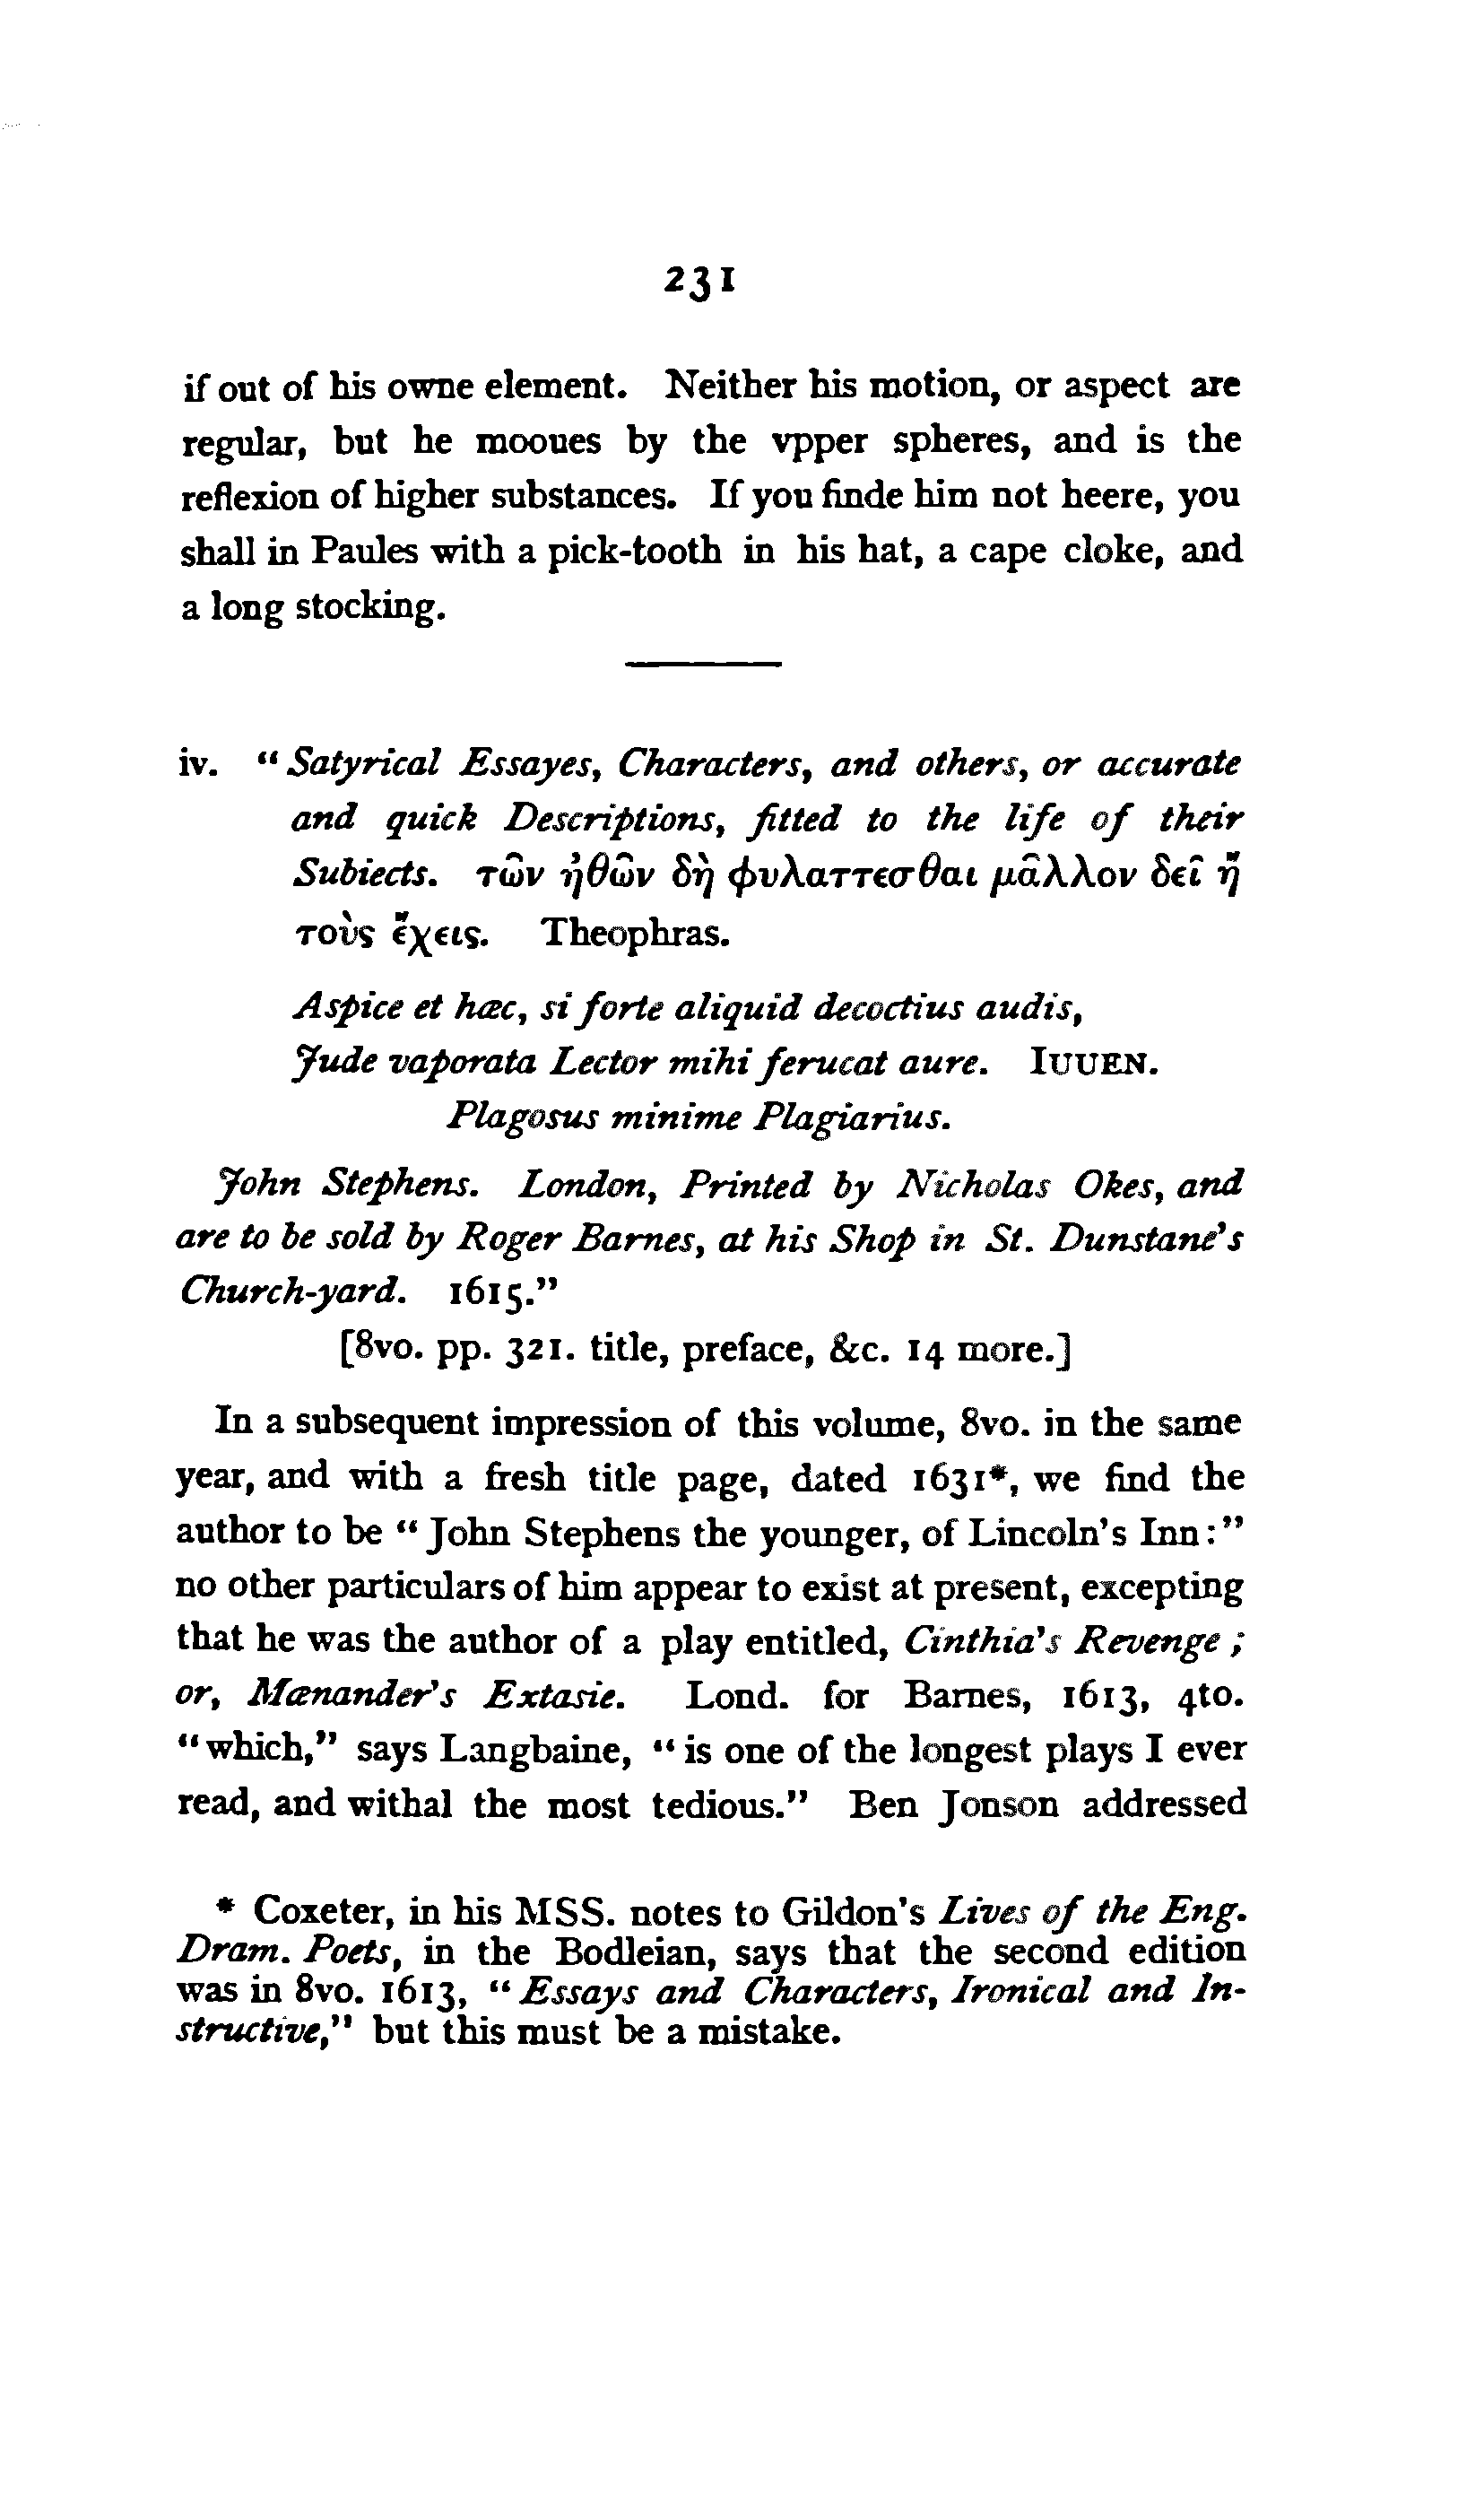 231
if out of his owne element. Neither his motion, or aspect are
regular, but he mooues by the vpper spheres, and is the
reflexion of higher substances. If you finde him not heere, you
shall in Paules with a pick-tooth in his hat, a cape cloke, and
a long stocking.
iv. "Satyrical Essayes, Characters, and others, or accurate
and quick Descriptions, fitted to the life of their
Subiects. τῶν ἠθῶν δὴ φυλαττεσθαι μᾶλλον δεῖ ἤ
τοὺς ἔχεις. Theophras.
Aspice et hæc, si forte aliquid decoctius audis,
Jude vaporata Lector mihi ferucat aure. IUUEN.
Plagosus minime Plagiarius.
John Stephens. London, Printed by Nicholas Okes, and
are to be sold by Roger Barnes, at his Shop in St. Dunstane's
Church-yard. 1615."
[8vo. pp. 321. title, preface, &c. 14 more.]
In a subsequent impression of this volume, 8vo. in the same
year, and with a fresh title page, dated 1631*, we find the
author to be "John Stephens the younger, of Lincoln's Inn:"
no other particulars of him appear to exist at present, excepting
that he was the author of a play entitled, Cinthia's Revenge;
or, Mænander's Extasie. Lond. for Barnes, 1613, 4to.
"which," says Langbaine, "is one of the longest plays I ever
read, and withal the most tedious." Ben Jonson addressed
* Coxeter, in his MSS. notes to Gildon's Lives of the Eng.
Dram. Poets, in the Bodleian, says that the second edition
was in 8vo. 1613, "Essays and Characters, Ironical and In-
structive," but this must be a mistake.